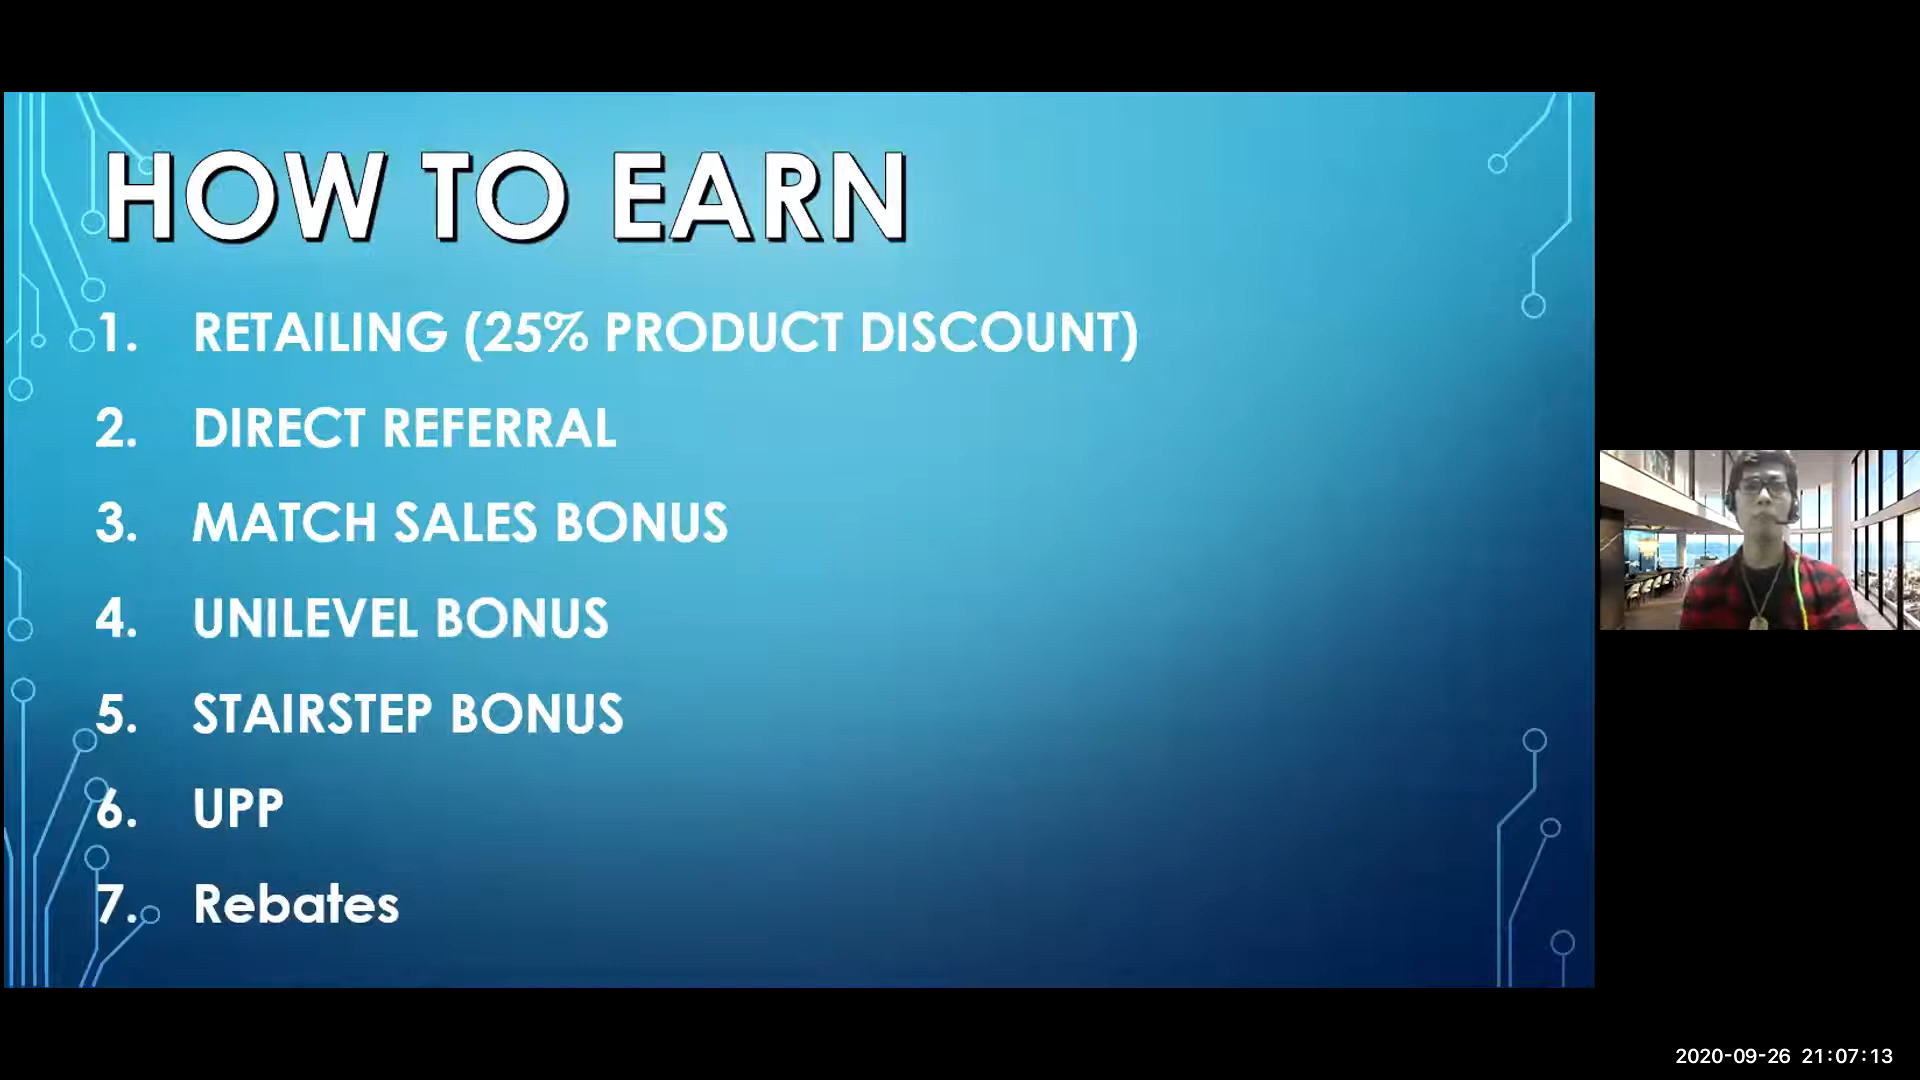 HOW TO EARN
1. RETAILING (25% PRODUCT DISCOUNT)
2. DIRECT REFERRAL
3. MATCH SALES BONUS
4. UNILEVEL BONUS
5. STAIRSTEP BONUS
6. UPP
7. Rebates
2020-09-26 21:07:13